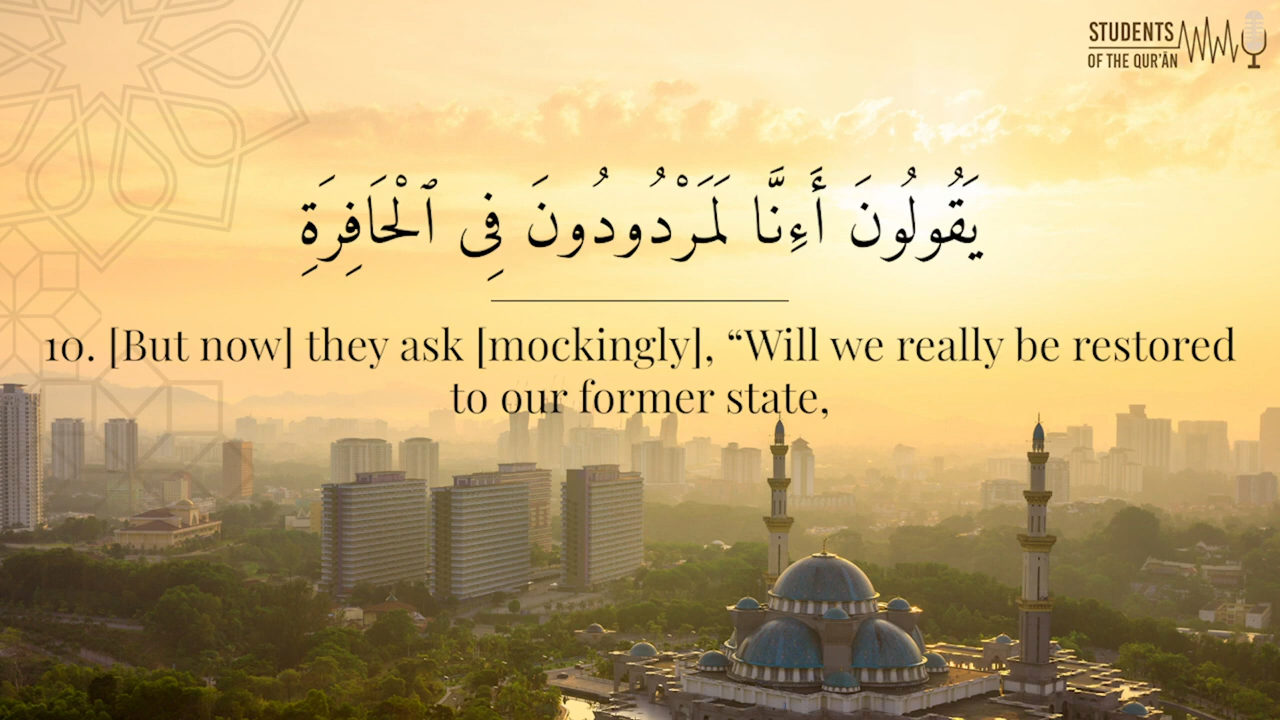 STUDENTS
OF THE QUR'ĀN
يَقُولُونَ أَءِنَّا لَمَرْدُودُونَ فِى ٱلْحَافِرَةِ
10. [But now] they ask [mockingly], “Will we really be restored
to our former state,